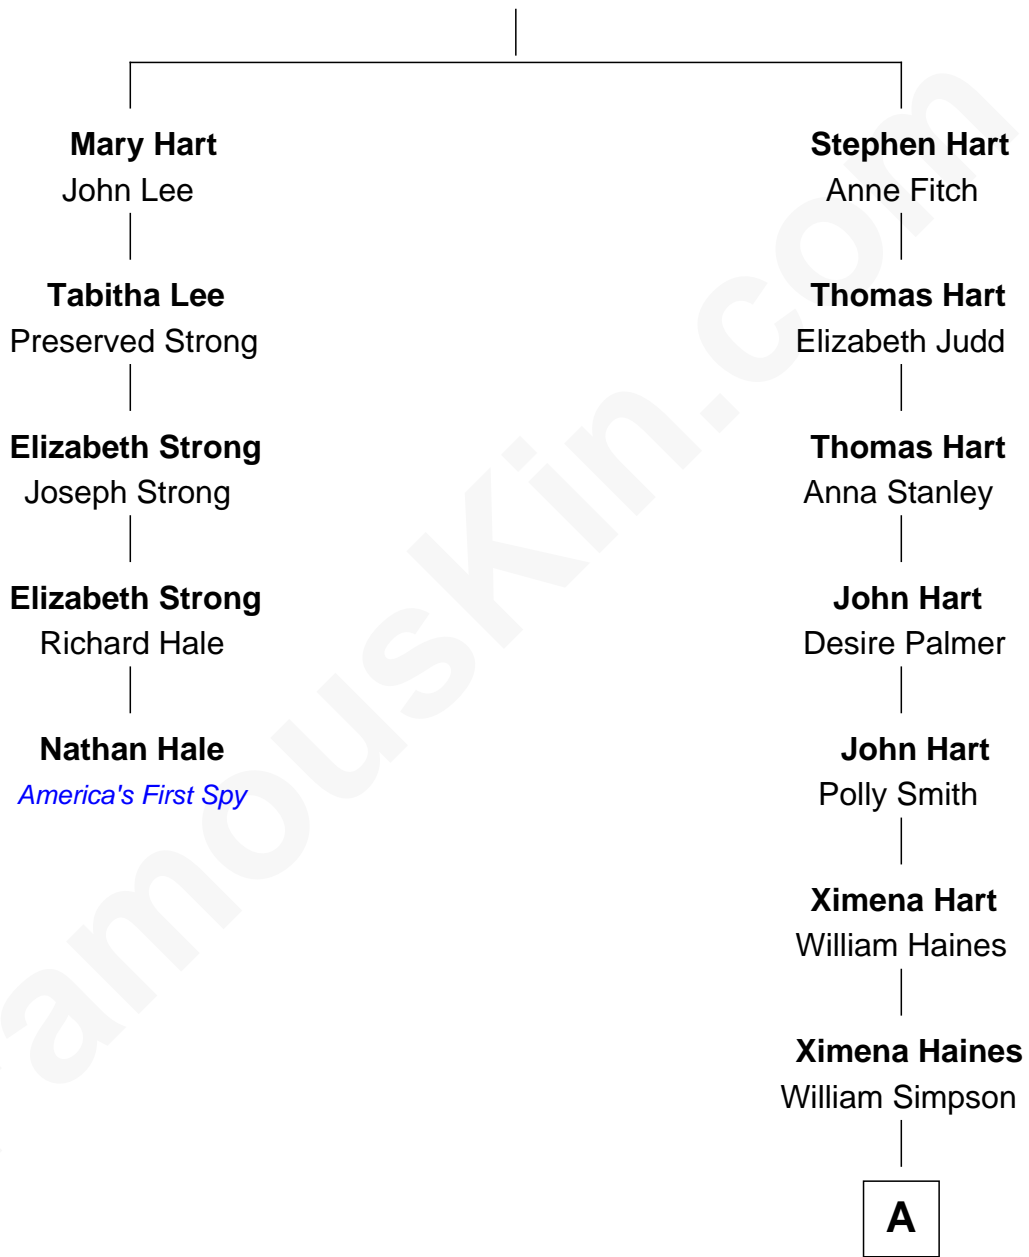 Mary Hart
John Lee
Tabitha Lee
Preserved Strong
Elizabeth Strong
Joseph Strong
Elizabeth Strong
Richard Hale
Nathan Hale
America's First Spy
Stephen Hart
Anne Fitch
Thomas Hart
Elizabeth Judd
Thomas Hart
Anna Stanley
John Hart
Desire Palmer
John Hart
Polly Smith
Ximena Hart
William Haines
Ximena Haines
William Simpson
A
amouskin.com